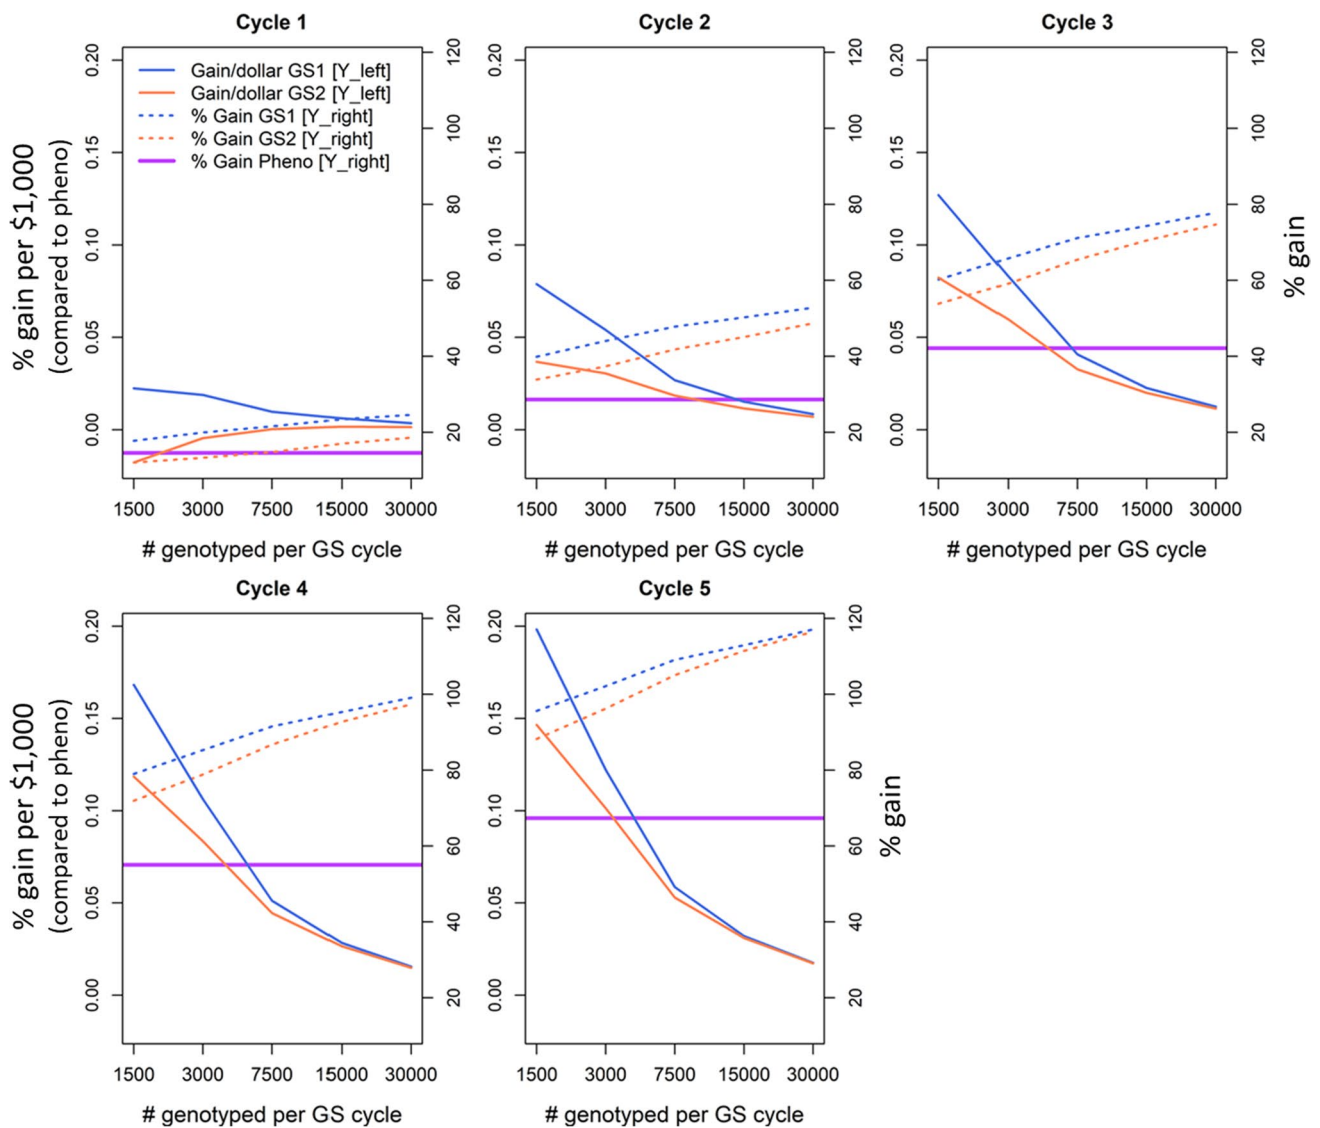 Cycle 1
Cycle 2
Cycle 3
% gain per $1,000
(compared to pheno)
0.20
0.15
0.10
0.05
0.00
Gain/dollar GS1 [Y_left]
Gain/dollar GS2 [Y_left]
% Gain GS1 [Y_right]
% Gain GS2 [Y_right]
% Gain Pheno [Y_right]
120
100
80
60
40
20
1500 3000 7500 15000 30000
# genotyped per GS cycle
0.20
0.15
0.10
0.05
0.00
120
100
80
60
40
20
1500 3000 7500 15000 30000
# genotyped per GS cycle
0.20
0.15
0.10
0.05
0.00
120
100
80
60
40
20
% gain
1500 3000 7500 15000 30000
# genotyped per GS cycle
Cycle 4
Cycle 5
% gain per $1,000
(compared to pheno)
0.20
0.15
0.10
0.05
0.00
120
100
80
60
40
20
1500 3000 7500 15000 30000
# genotyped per GS cycle
0.20
0.15
0.10
0.05
0.00
120
100
80
60
40
20
% gain
1500 3000 7500 15000 30000
# genotyped per GS cycle